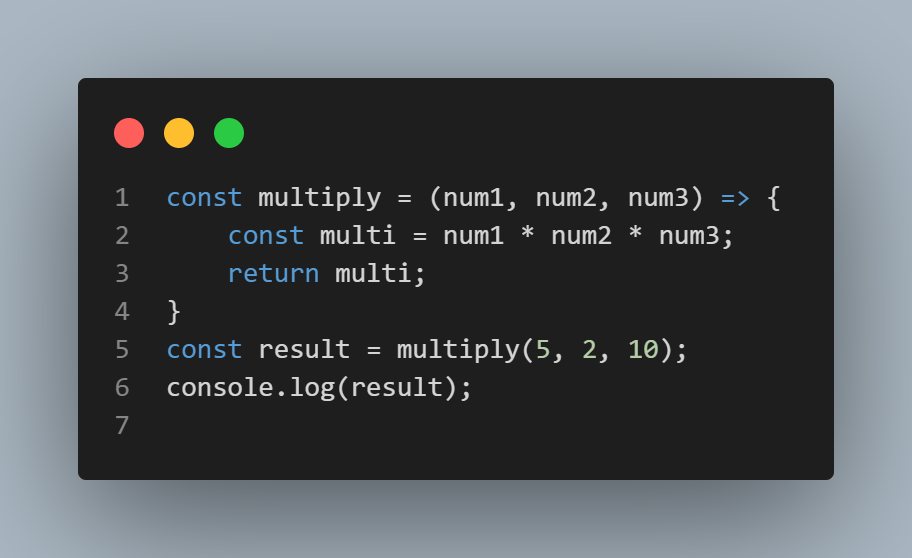 1 const multiply = (num1, num2, num3) => {
2     const multi = num1 * num2 * num3;
3     return multi;
4 }
5 const result = multiply(5, 2, 10);
6 console.log(result);
7